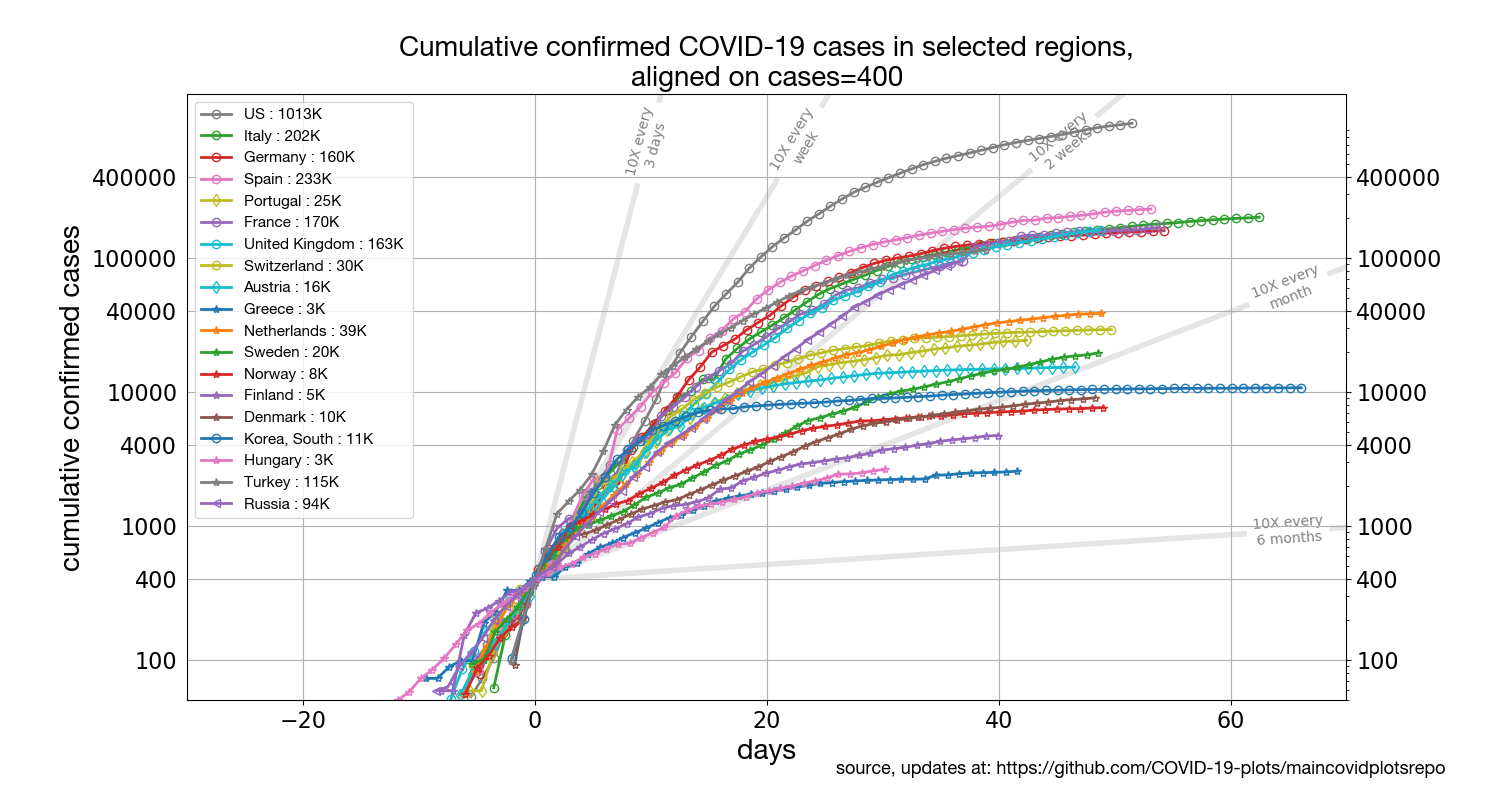 Cumulative confirmed COVID-19 cases in selected regions,
aligned on cases=400
US : 1013K
Italy : 202K
Germany : 160K
Spain : 233K
Portugal : 25K
France : 170K
United Kingdom : 163K
Switzerland : 30K
Austria : 16K
Greece : 3K
Netherlands : 39K
Sweden : 20K
Norway : 8K
Finland : 5K
Denmark : 10K
Korea, South : 11K
Hungary : 3K
Turkey : 115K
Russia : 94K
10X every
3 days
10X every
week
10X every
2 weeks
10X every
month
10X every
6 months
cumulative confirmed cases
400000
100000
40000
10000
4000
1000
400
100
400000
100000
40000
10000
4000
1000
400
100
−20
0
20
40
60
days
source, updates at: https://github.com/COVID-19-plots/maincovidplotsrepo